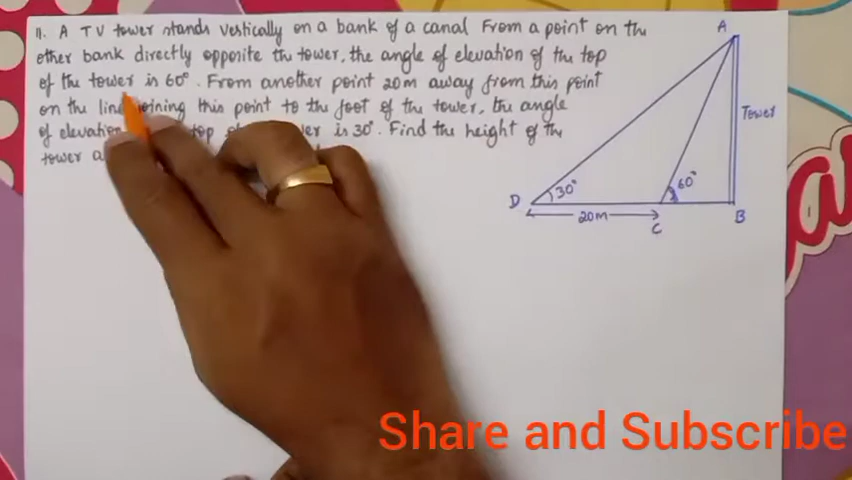 11. A T V tower stands vertically on a bank of a canal From a point on the
other bank directly opposite the tower, the angle of elevation of the top
of the tower is 60°. From another point 20m away from this point
on the line joining this point to the foot of the tower, the angle
of elevation top is 30°. Find the height of the
tower
A
Tower
30°
60°
D
20m
C
B
Share and Subscribe